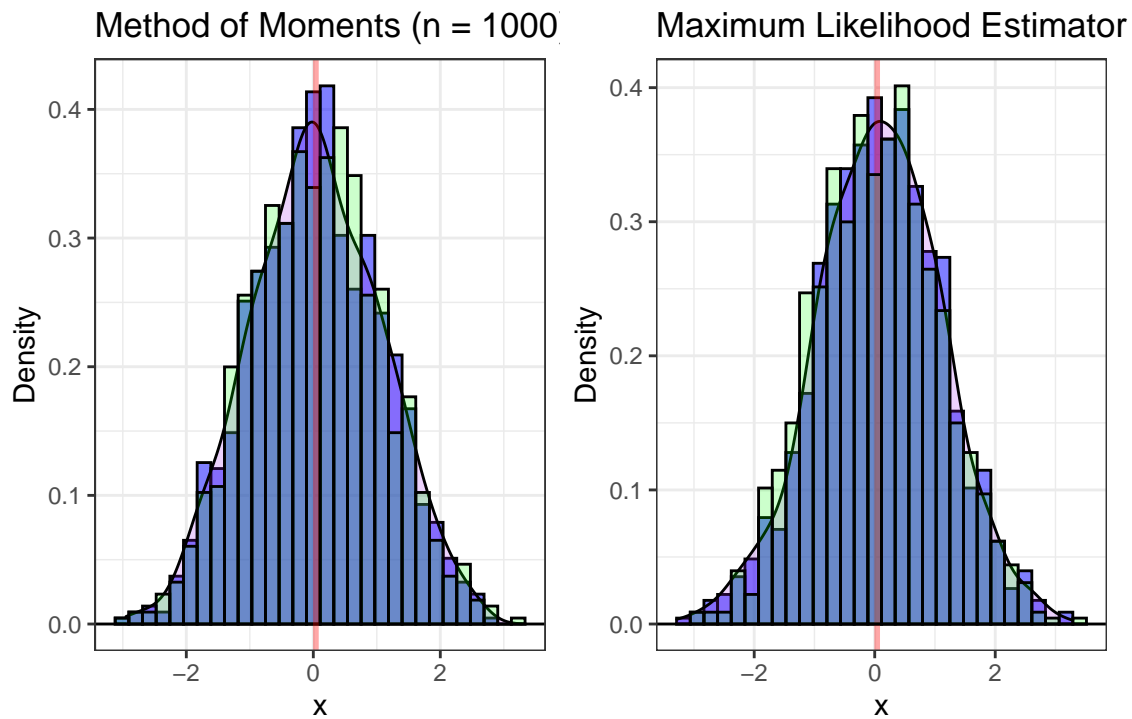 Method of Moments (n = 1000)
Density
0.4
0.3
0.2
0.1
0.0
−2
0
2
x
Maximum Likelihood Estimator
Density
0.4
0.3
0.2
0.1
0.0
−2
0
2
x